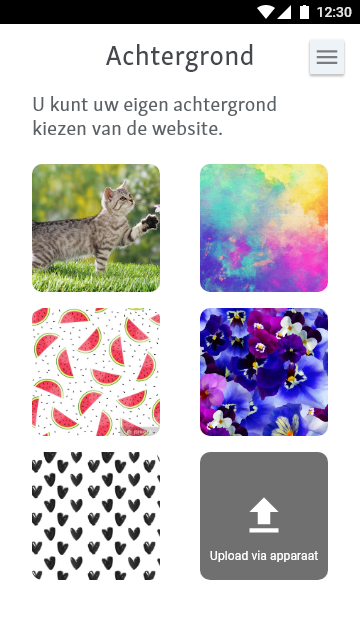 12:30
Achtergrond
U kunt uw eigen achtergrond
kiezen van de website.
Upload via apparaat